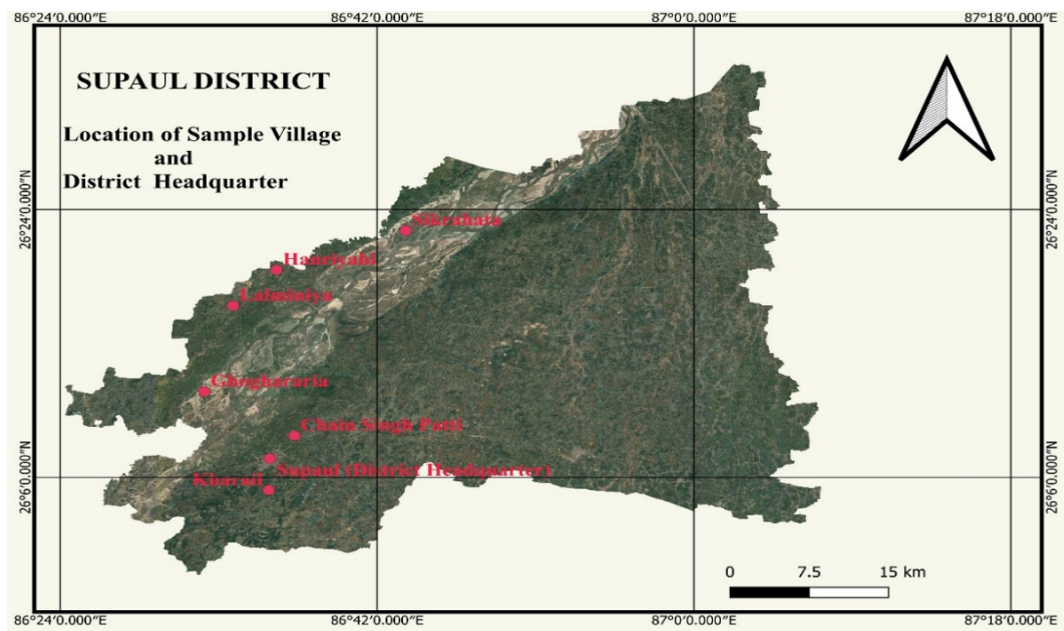 86°24′0.000″E 86°42′0.000″E 87°0′0.000″E 87°18′0.000″E
SUPAUL DISTRICT
Location of Sample Village
and
District Headquarter
26°24′0.000″N 26°24′0.000″N
Sikrahata
Hanriyahi
Lalminiya
Ghoghararia
Chain Singh Patti
Supaul (District Headquarter)
Kharail
26°6′0.000″N 26°6′0.000″N
0 7.5 15 km
86°24′0.000″E 86°42′0.000″E 87°0′0.000″E 87°18′0.000″E